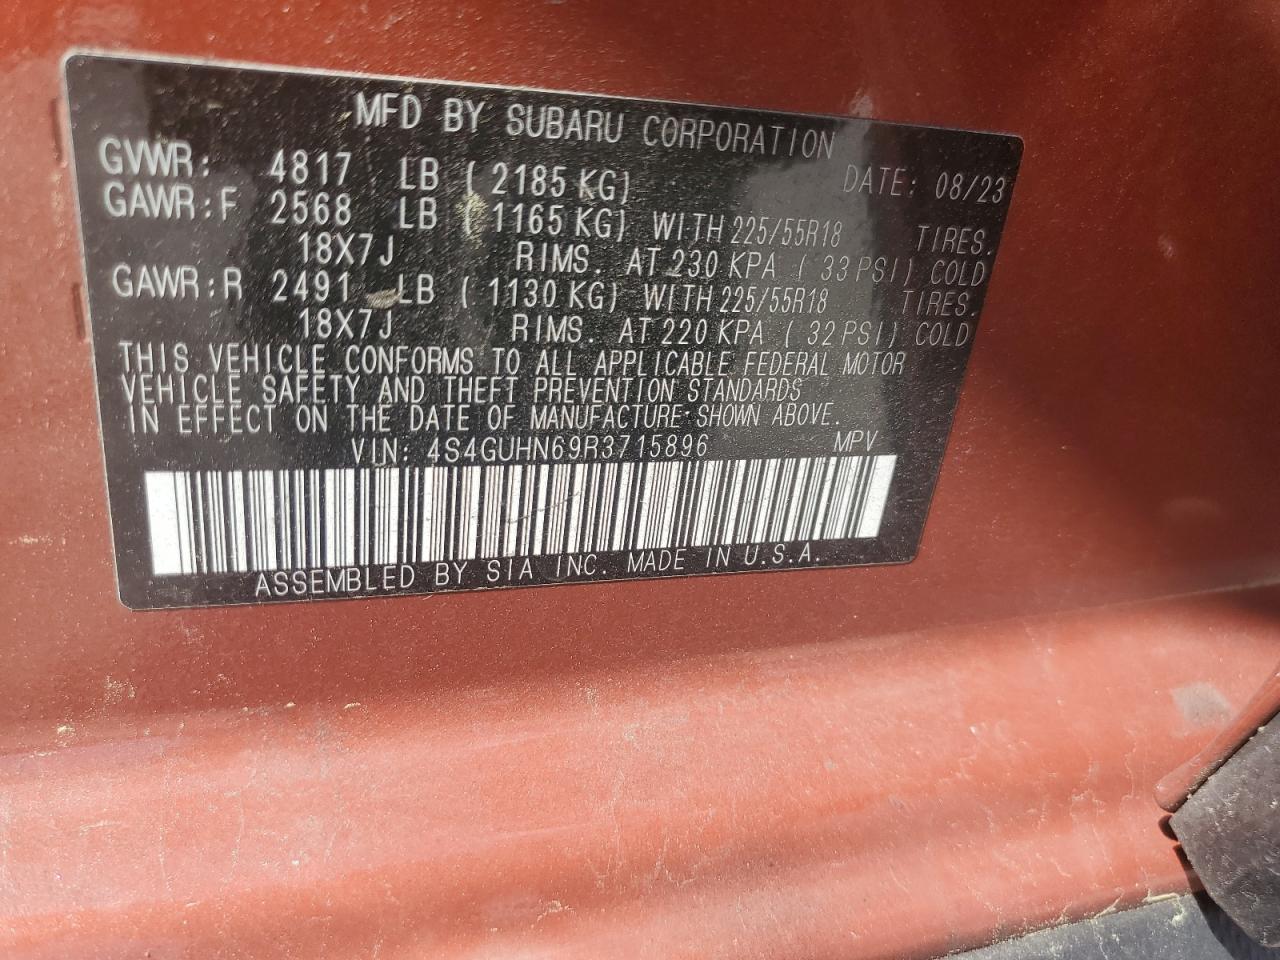 MFD BY SUBARU CORPORATION
GVWR: 4817 LB ( 2185 KG) DATE: 08/23
GAWR:F 2568 LB ( 1165 KG) WITH 225/55R18 TIRES.
18X7J RIMS. AT 230 KPA ( 33 PSI) COLD
GAWR:R 2491 LB ( 1130 KG) WITH 225/55R18 TIRES.
18X7J RIMS. AT 220 KPA ( 32 PSI) COLD
THIS VEHICLE CONFORMS TO ALL APPLICABLE FEDERAL MOTOR
VEHICLE SAFETY AND THEFT PREVENTION STANDARDS
IN EFFECT ON THE DATE OF MANUFACTURE SHOWN ABOVE.
VIN: 4S4GUHN69R3715896 MPV
ASSEMBLED BY SIA INC. MADE IN U.S.A.